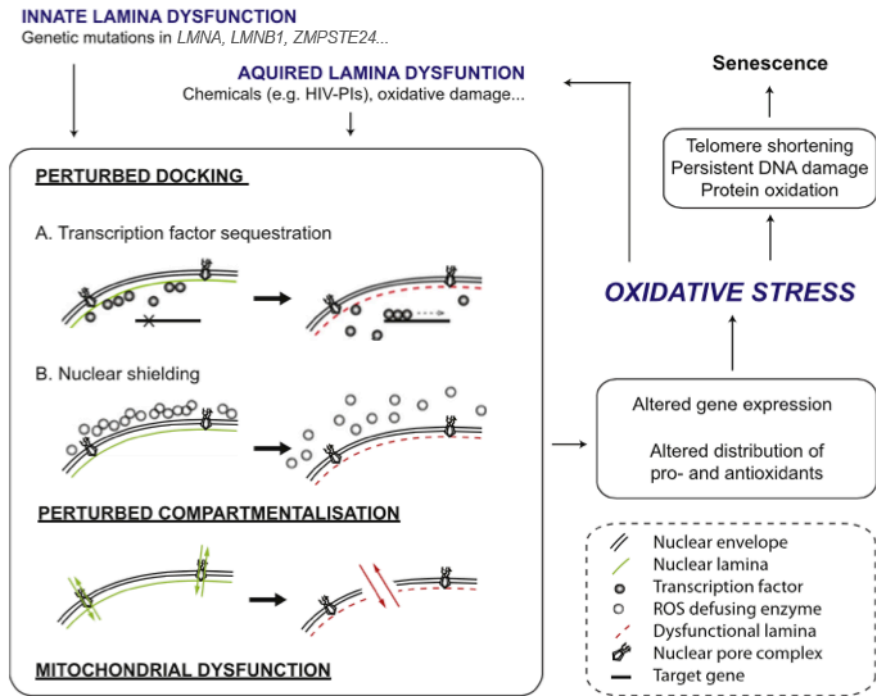 INNATE LAMINA DYSFUNCTION
Genetic mutations in LMNA, LMNB1, ZMPSTE24...
AQUIRED LAMINA DYSFUNTION
Chemicals (e.g. HIV-PIs), oxidative damage...
Senescence
Telomere shortening
Persistent DNA damage
Protein oxidation
OXIDATIVE STRESS
PERTURBED DOCKING
A. Transcription factor sequestration
B. Nuclear shielding
PERTURBED COMPARTMENTALISATION
MITOCHONDRIAL DYSFUNCTION
Altered gene expression
Altered distribution of
pro- and antioxidants
Nuclear envelope
Nuclear lamina
Transcription factor
ROS defusing enzyme
Dysfunctional lamina
Nuclear pore complex
Target gene